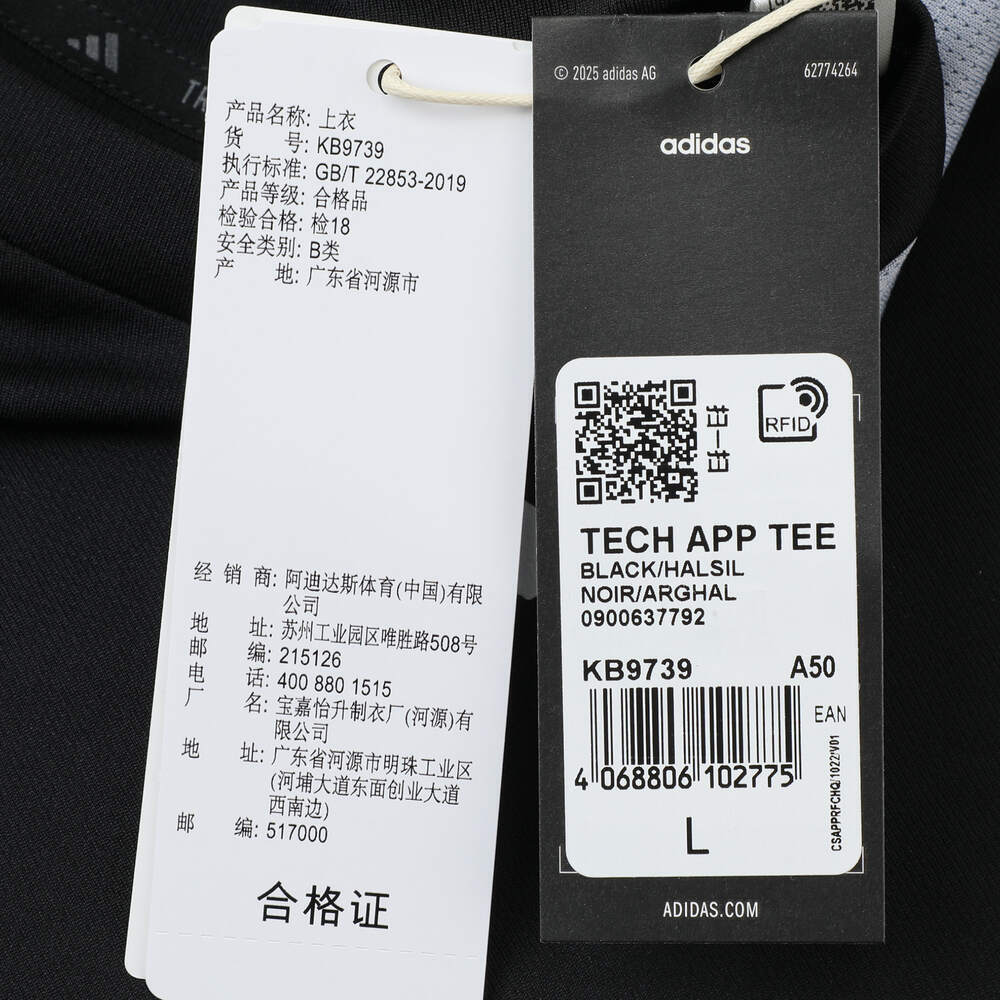 产品名称: 上衣
货 号: KB9739
执行标准: GB/T 22853-2019
产品等级: 合格品
检验合格: 检18
安全类别: B类
产 地: 广东省河源市
经 销 商: 阿迪达斯体育(中国)有限
公司
地 址: 苏州工业园区唯胜路508号
邮 编: 215126
电 话: 400 880 1515
厂 名: 宝嘉怡升制衣厂(河源)有
限公司
地 址: 广东省河源市明珠工业区
(河埔大道东面创业大道
西南边)
邮 编: 517000
合格证
© 2025 adidas AG
62774264
adidas
扫一扫
RFID
TECH APP TEE
BLACK/HALSIL
NOIR/ARGHAL
0900637792
KB9739 A50
EAN
4 068806 102775
CSAPPRFCHQ/1022/V01
L
ADIDAS.COM